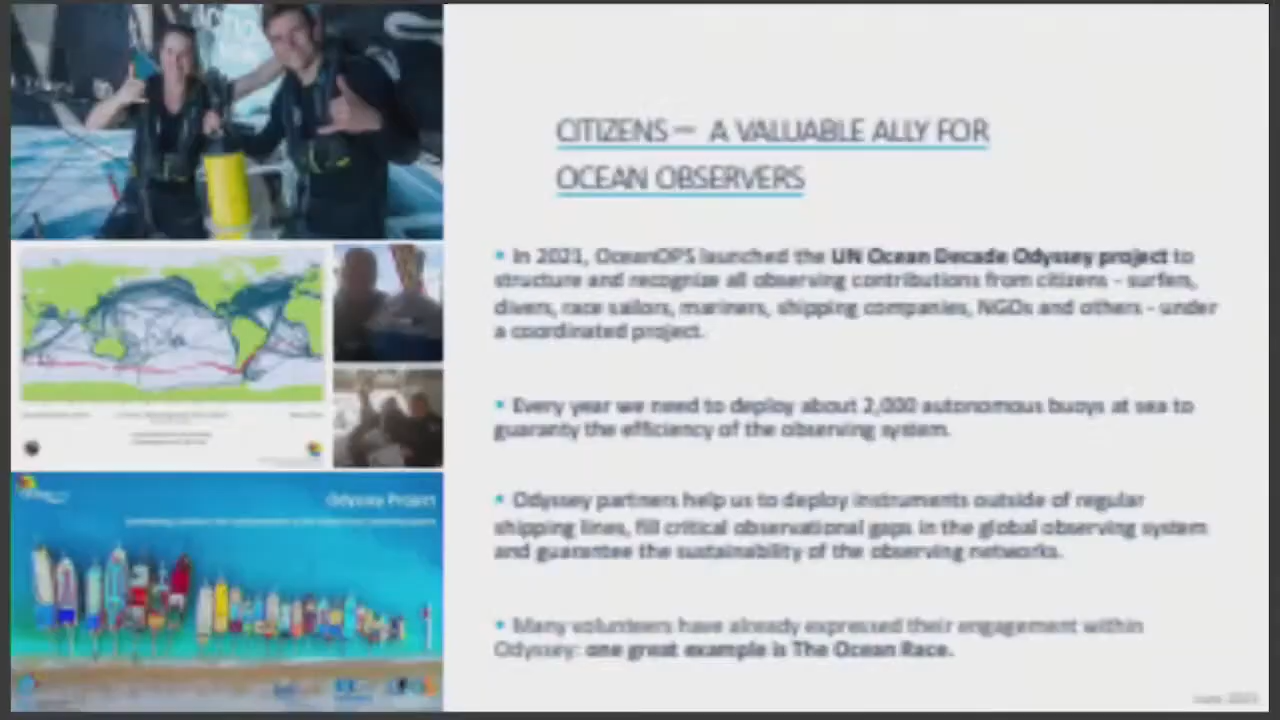 CITIZENS – A VALUABLE ALLY FOR
OCEAN OBSERVERS
• In 2021, OceanOPS launched the UN Ocean Decade Odyssey project to
structure and recognize all observing contributions from citizens - surfers,
divers, race sailors, mariners, shipping companies, NGOs and others - under
a coordinated project.
• Every year we need to deploy about 2,000 autonomous buoys at sea to
guaranty the efficiency of the observing system.
• Odyssey partners help us to deploy instruments outside of regular
shipping lines, fill critical observational gaps in the global observing system
and guarantee the sustainability of the observing networks.
• Many volunteers have already expressed their engagement within
Odyssey: one great example is The Ocean Race.
Odyssey Project